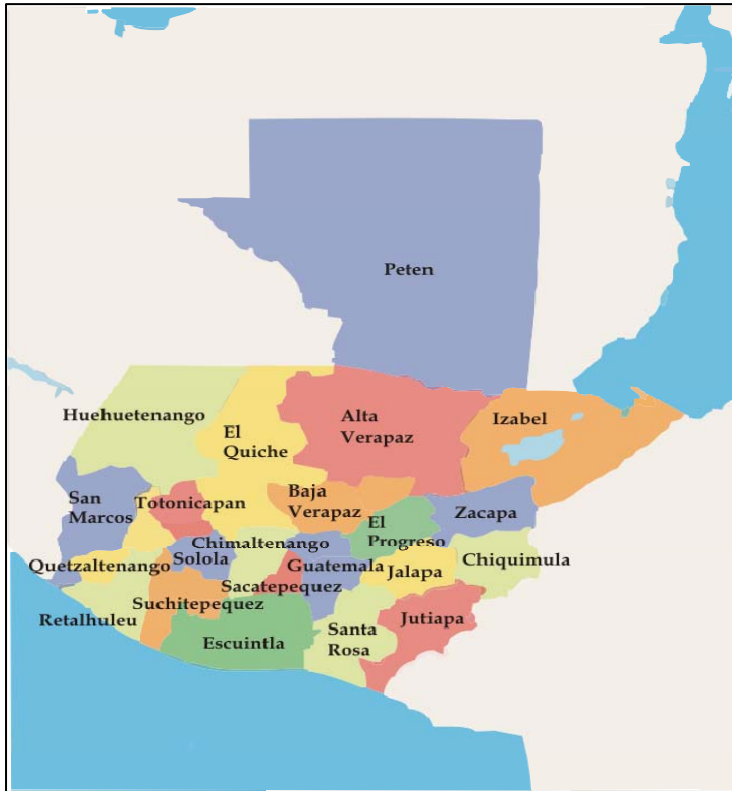 Peten
Huehuetenango
El
Quiche
Alta
Verapaz
Izabel
San
Marcos
Totonicapan
Baja
Verapaz
El
Progreso
Zacapa
Quetzaltenango
Solola
Chimaltenango
Guatemala
Jalapa
Chiquimula
Sacatepequez
Retalhuleu
Suchitepequez
Escuintla
Santa
Rosa
Jutiapa